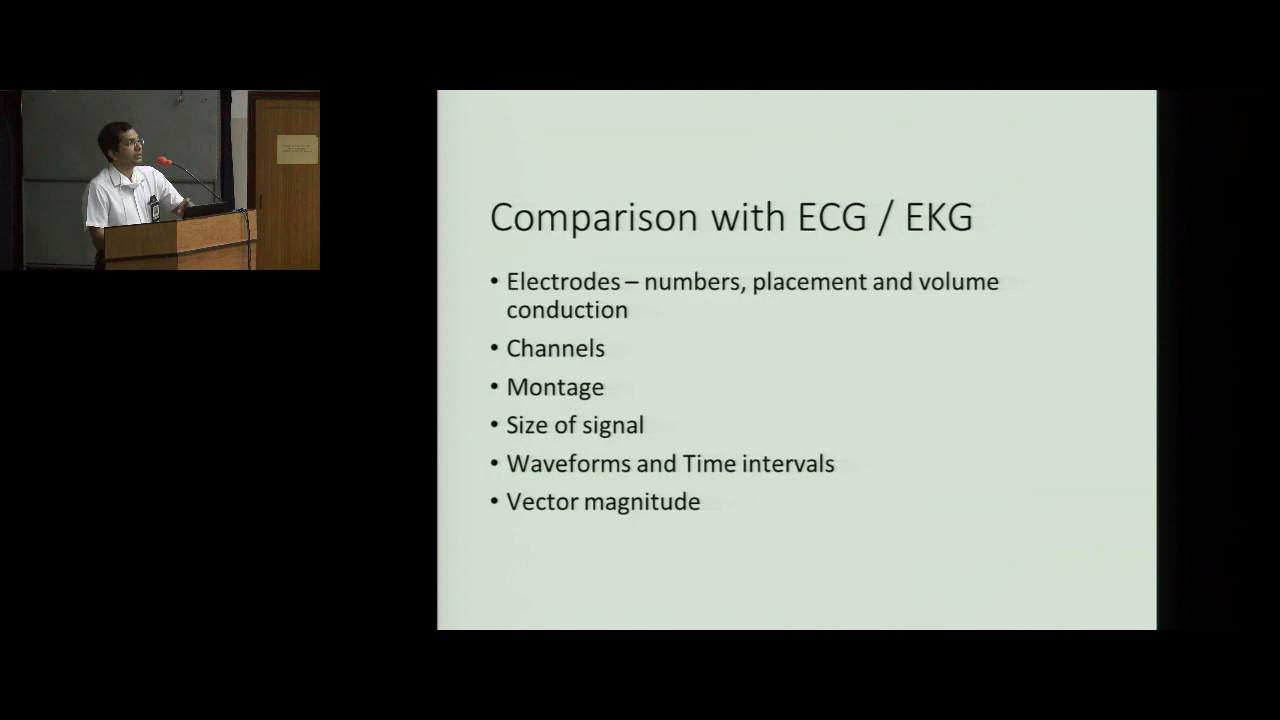 Comparison with ECG / EKG
• Electrodes – numbers, placement and volume
conduction
• Channels
• Montage
• Size of signal
• Waveforms and Time intervals
• Vector magnitude